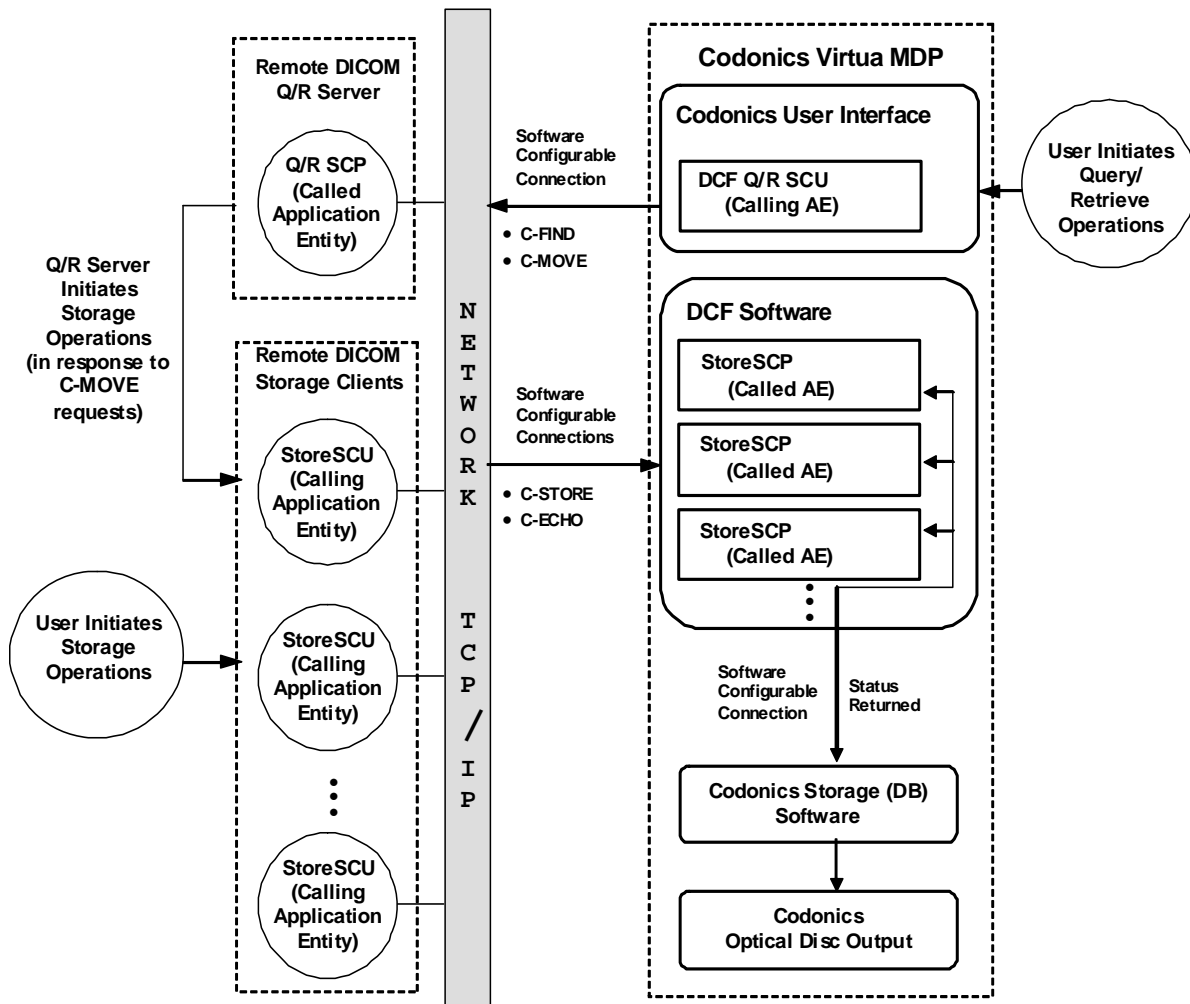 Remote DICOM
Q/R Server
Q/R SCP
(Called
Application
Entity)
Q/R Server
Initiates
Storage
Operations
(in response to
C-MOVE
requests)
Remote DICOM
Storage Clients
StoreSCU
(Calling
Application
Entity)
User Initiates
Storage
Operations
StoreSCU
(Calling
Application
Entity)
StoreSCU
(Calling
Application
Entity)
NETWORK TCP/IP
Software
Configurable
Connection
• C-FIND
• C-MOVE
Software
Configurable
Connections
• C-STORE
• C-ECHO
Codonics Virtua MDP
Codonics User Interface
DCF Q/R SCU
(Calling AE)
User Initiates
Query/
Retrieve
Operations
DCF Software
StoreSCP
(Called AE)
StoreSCP
(Called AE)
StoreSCP
(Called AE)
Software
Configurable
Connection
Status
Returned
Codonics Storage (DB)
Software
Codonics
Optical Disc Output